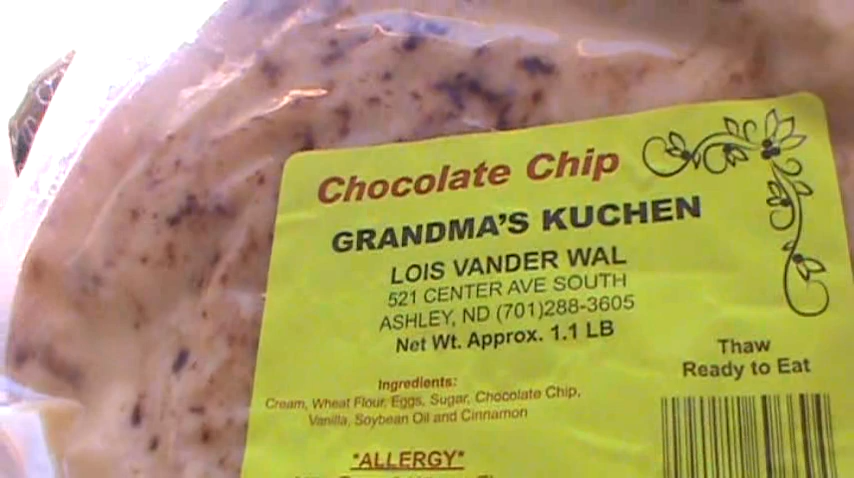 Chocolate Chip
GRANDMA'S KUCHEN
LOIS VANDER WAL
521 CENTER AVE SOUTH
ASHLEY, ND (701)288-3605
Net Wt. Approx. 1.1 LB
Thaw
Ready to Eat
Ingredients:
Cream, Wheat Flour, Eggs, Sugar, Chocolate Chip,
Vanilla, Soybean Oil and Cinnamon
*ALLERGY*